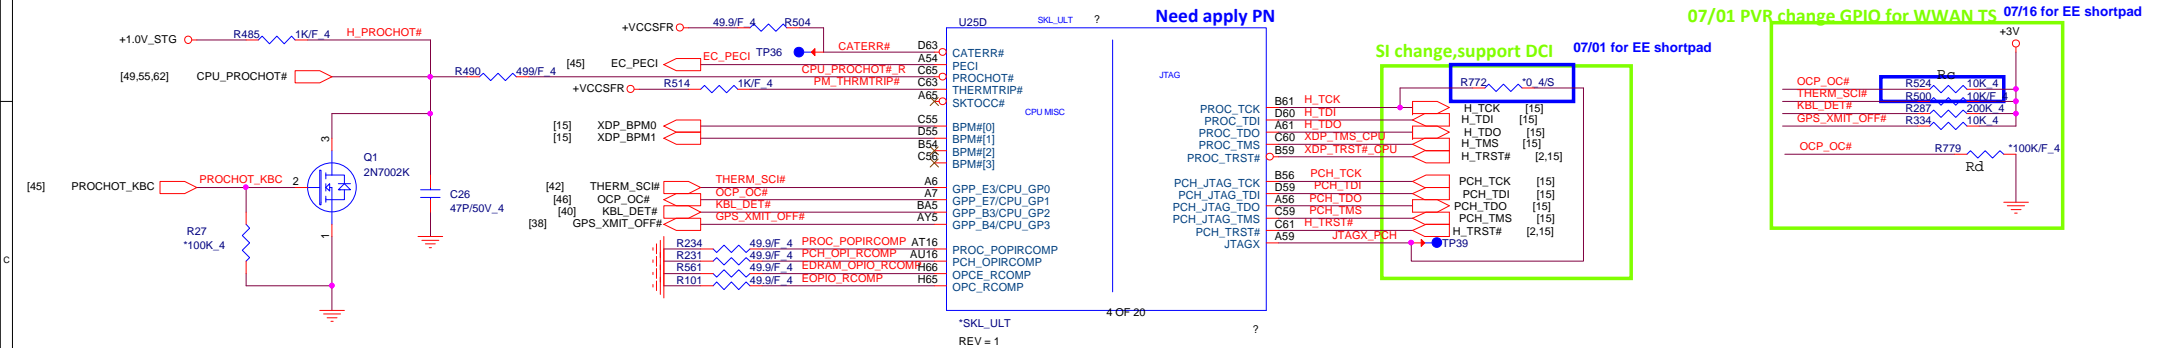 +1.0V_STG
R485
1K/F_4
H_PROCHOT#
[49,55,62]
CPU_PROCHOT#
R490
499/F_4
[45]
PROCHOT_KBC
PROCHOT_KBC
2
3
1
Q1
2N7002K
R27
*100K_4
C26
47P/50V_4
C
+VCCSFR
49.9/F_4
R504
TP36
CATERR#
[45]
EC_PECI
EC_PECI
CPU_PROCHOT#_R
+VCCSFR
R514
1K/F_4
PM_THRMTRIP#
[15]
XDP_BPM0
[15]
XDP_BPM1
[42]
THERM_SCI#
THERM_SCI#
[46]
OCP_OC#
OCP_OC#
[40]
KBL_DET#
KBL_DET#
[38]
GPS_XMIT_OFF#
GPS_XMIT_OFF#
R234
49.9/F_4
PROC_POPIRCOMP
R231
49.9/F_4
PCH_OPI_RCOMP
R561
49.9/F_4
EDRAM_OPIO_RCOMP
R101
49.9/F_4
EOPIO_RCOMP
U25D
SKL_ULT
?
Need apply PN
D63
CATERR#
A54
PECI
C65
PROCHOT#
C63
THERMTRIP#
A65
SKTOCC#
CPU MISC
C55
BPM#[0]
D55
BPM#[1]
B54
BPM#[2]
C56
BPM#[3]
A6
GPP_E3/CPU_GP0
A7
GPP_E7/CPU_GP1
BA5
GPP_B3/CPU_GP2
AY5
GPP_B4/CPU_GP3
AT16
PROC_POPIRCOMP
AU16
PCH_OPIRCOMP
H66
OPCE_RCOMP
H65
OPC_RCOMP
JTAG
PROC_TCK
B61
H_TCK
PROC_TDI
D60
H_TDI
PROC_TDO
A61
H_TDO
PROC_TMS
C60
XDP_TMS_CPU
PROC_TRST#
B59
XDP_TRST#_CPU
PCH_JTAG_TCK
B56
PCH_TCK
PCH_JTAG_TDI
D59
PCH_TDI
PCH_JTAG_TDO
A56
PCH_TDO
PCH_JTAG_TMS
C59
PCH_TMS
PCH_TRST#
C61
H_TRST#
JTAGX
A59
JTAGX_PCH
TP39
*SKL_ULT
REV = 1
4 OF 20
?
SI change,support DCI
07/01 for EE shortpad
R772
*0_4/S
H_TCK
[15]
H_TDI
[15]
H_TDO
[15]
H_TMS
[15]
H_TRST#
[2,15]
PCH_TCK
[15]
PCH_TDI
[15]
PCH_TDO
[15]
PCH_TMS
[15]
H_TRST#
[2,15]
07/01 PVR change GPIO for WWAN TS
07/16 for EE shortpad
+3V
Rc
OCP_OC#
R524
10K_4
THERM_SCI#
R500
10K/F_4
KBL_DET#
R287
200K_4
GPS_XMIT_OFF#
R334
10K_4
OCP_OC#
R779
*100K/F_4
Rd